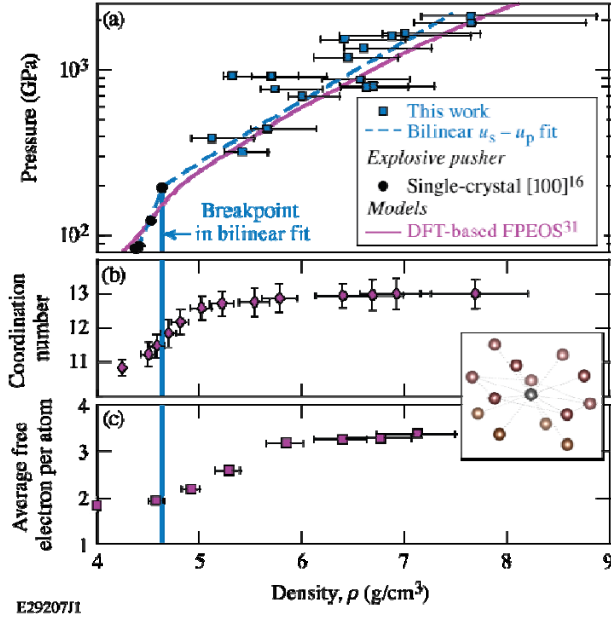 (a)
Pressure (GPa)
10³
10²
This work
Bilinear uₛ – uₚ fit
Explosive pusher
Single-crystal [100]¹⁶
Models
DFT-based FPEOS³¹
Breakpoint
in bilinear fit
(b)
Coordination
number
13
12
11
(c)
Average free
electron per atom
4
3
2
1
4 5 6 7 8 9
Density, ρ (g/cm³)
E29207J1